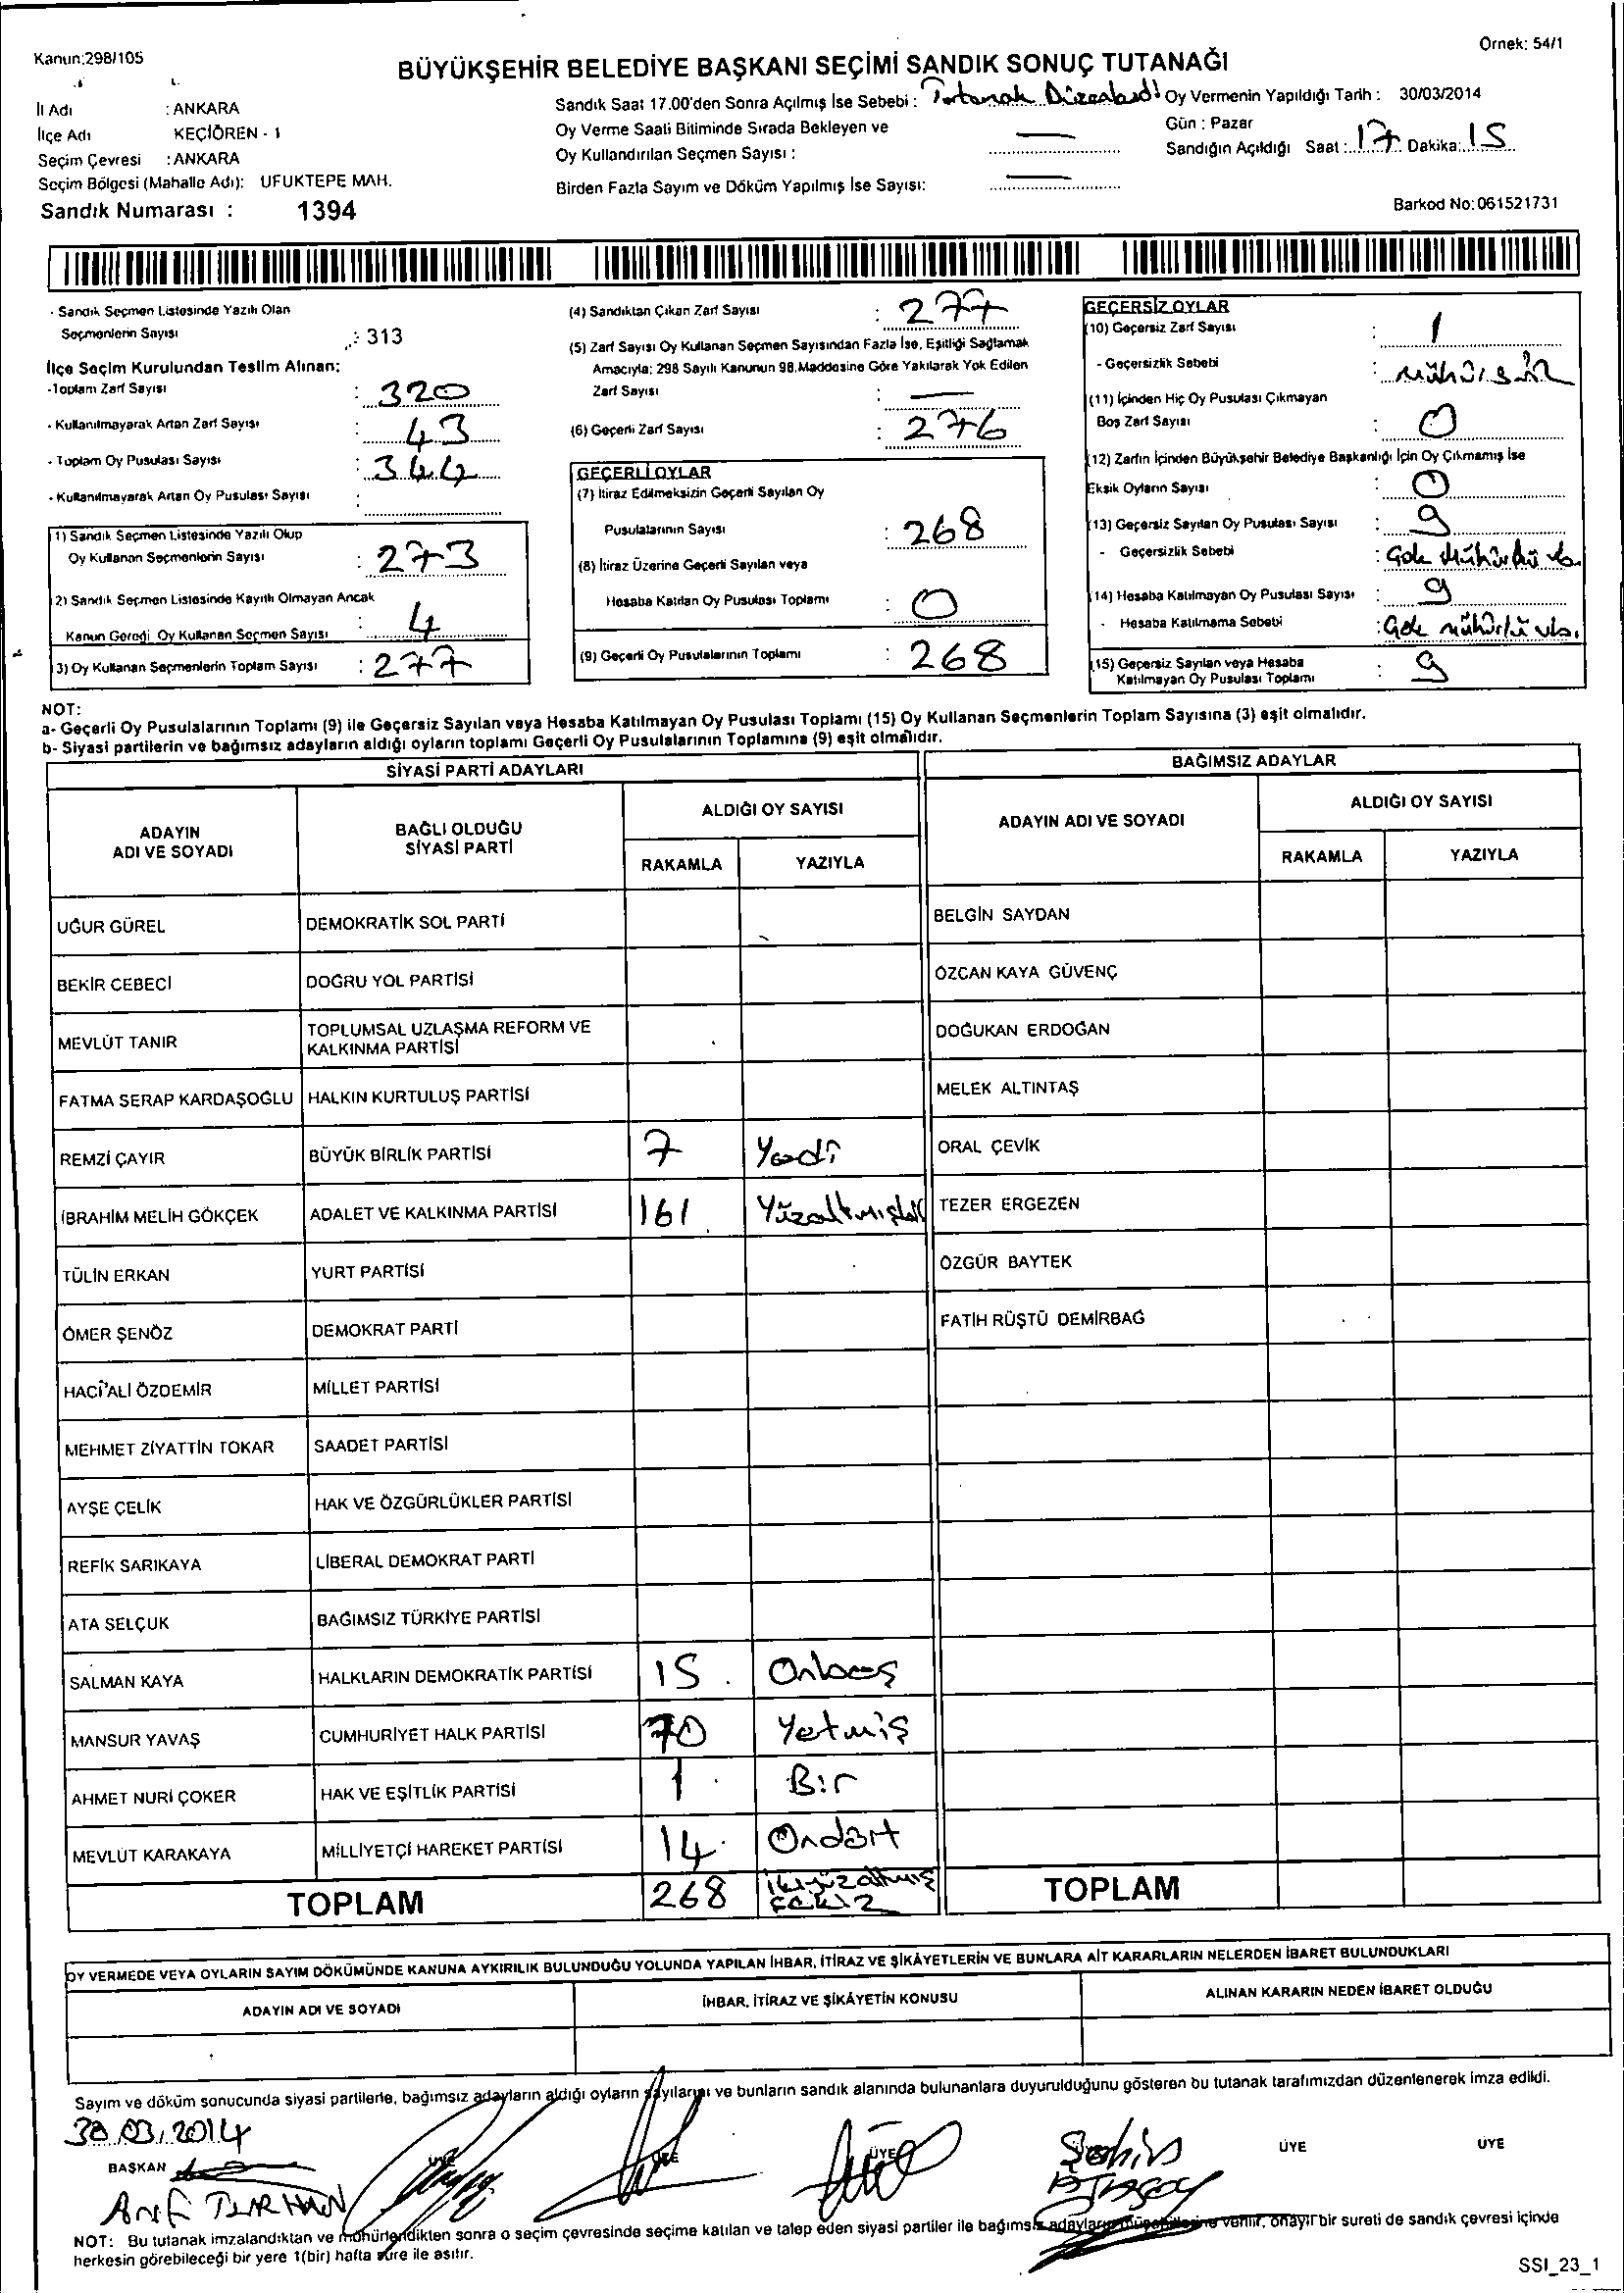 Kanun:298/105
Örnek: 54/1
BÜYÜKŞEHİR BELEDİYE BAŞKANI SEÇİMİ SANDIK SONUÇ TUTANAĞI
İl Adı : ANKARA
İlçe Adı KEÇİÖREN - 1
Seçim Çevresi : ANKARA
Seçim Bölgesi (Mahalle Adı): UFUKTEPE MAH.
Sandık Numarası : 1394
Sandık Saat 17.00'den Sonra Açılmış İse Sebebi : Tutanak
Oy Verme Saati Bitiminde Sırada Bekleyen ve
Oy Kullandırılan Seçmen Sayısı : —
Birden Fazla Sayım ve Döküm Yapılmış İse Sayısı: —
Oy Vermenin Yapıldığı Tarih : 30/03/2014
Gün : Pazar
Sandığın Açıldığı Saat : 17 Dakika: 15
Barkod No: 061521731
- Sandık Seçmen Listesinde Yazılı Olan
Seçmenlerin Sayısı : 313
İlçe Seçim Kurulundan Teslim Alınan:
-Toplam Zarf Sayısı : 320
- Kullanılmayarak Artan Zarf Sayısı : 43
- Toplam Oy Pusulası Sayısı : 344
- Kullanılmayarak Artan Oy Pusulası Sayısı :
1) Sandık Seçmen Listesinde Yazılı Olup
Oy Kullanan Seçmenlerin Sayısı : 273
2) Sandık Seçmen Listesinde Kayıtlı Olmayan Ancak
Kanun Gereği Oy Kullanan Seçmen Sayısı : 4
3) Oy Kullanan Seçmenlerin Toplam Sayısı : 277
(4) Sandıktan Çıkan Zarf Sayısı : 277
(5) Zarf Sayısı Oy Kullanan Seçmen Sayısından Fazla İse, Eşitliği Sağlamak
Amacıyla; 298 Sayılı Kanunun 98.Maddesine Göre Yakılarak Yok Edilen
Zarf Sayısı : —
(6) Geçerli Zarf Sayısı : 276
GEÇERLİ OYLAR
(7) İtiraz Edilmeksizin Geçerli Sayılan Oy
Pusulalarının Sayısı : 268
(8) İtiraz Üzerine Geçerli Sayılan veya
Hesaba Katılan Oy Pusulası Toplamı : 0
(9) Geçerli Oy Pusulalarının Toplamı : 268
GEÇERSİZ OYLAR
(10) Geçersiz Zarf Sayısı : 1
- Geçersizlik Sebebi : mühürsüz
(11) İçinden Hiç Oy Pusulası Çıkmayan
Boş Zarf Sayısı : 0
(12) Zarfın İçinden Büyükşehir Belediye Başkanlığı İçin Oy Çıkmamış İse
Eksik Oyların Sayısı : 0
(13) Geçersiz Sayılan Oy Pusulası Sayısı : 9
- Geçersizlik Sebebi : Çok Mühürlü vb.
(14) Hesaba Katılmayan Oy Pusulası Sayısı : 9
- Hesaba Katılmama Sebebi : Çok mühürlü vb.
(15) Geçersiz Sayılan veya Hesaba
Katılmayan Oy Pusulası Toplamı : 9
NOT:
a- Geçerli Oy Pusulalarının Toplamı (9) ile Geçersiz Sayılan veya Hesaba Katılmayan Oy Pusulası Toplamı (15) Oy Kullanan Seçmenlerin Toplam Sayısına (3) eşit olmalıdır.
b- Siyasi partilerin ve bağımsız adayların aldığı oyların toplamı Geçerli Oy Pusulalarının Toplamına (9) eşit olmalıdır.
SİYASİ PARTİ ADAYLARI BAĞIMSIZ ADAYLAR
ADAYIN ADI VE SOYADI BAĞLI OLDUĞU SİYASİ PARTİ ALDIĞI OY SAYISI ADAYIN ADI VE SOYADI ALDIĞI OY SAYISI
RAKAMLA YAZIYLA RAKAMLA YAZIYLA
UĞUR GÜREL DEMOKRATİK SOL PARTİ BELGİN SAYDAN
BEKİR CEBECİ DOĞRU YOL PARTİSİ ÖZCAN KAYA GÜVENÇ
MEVLÜT TANIR TOPLUMSAL UZLAŞMA REFORM VE KALKINMA PARTİSİ DOĞUKAN ERDOĞAN
FATMA SERAP KARDAŞOĞLU HALKIN KURTULUŞ PARTİSİ MELEK ALTINTAŞ
REMZİ ÇAYIR BÜYÜK BİRLİK PARTİSİ 7 Yedi ORAL ÇEVİK
İBRAHİM MELİH GÖKÇEK ADALET VE KALKINMA PARTİSİ 161 Yüzaltmışbir TEZER ERGEZEN
TÜLİN ERKAN YURT PARTİSİ ÖZGÜR BAYTEK
ÖMER ŞENÖZ DEMOKRAT PARTİ FATİH RÜŞTÜ DEMİRBAĞ
HACI ALİ ÖZDEMİR MİLLET PARTİSİ
MEHMET ZİYATTİN TOKAR SAADET PARTİSİ
AYŞE ÇELİK HAK VE ÖZGÜRLÜKLER PARTİSİ
REFİK SARIKAYA LİBERAL DEMOKRAT PARTİ
ATA SELÇUK BAĞIMSIZ TÜRKİYE PARTİSİ
SALMAN KAYA HALKLARIN DEMOKRATİK PARTİSİ 15 Onbeş
MANSUR YAVAŞ CUMHURİYET HALK PARTİSİ 70 Yetmiş
AHMET NURİ ÇOKER HAK VE EŞİTLİK PARTİSİ 1 Bir
MEVLÜT KARAKAYA MİLLİYETÇİ HAREKET PARTİSİ 14 Ondört
TOPLAM 268 ikiyüzaltmış sekiz TOPLAM
OY VERMEDE VEYA OYLARIN SAYIM DÖKÜMÜNDE KANUNA AYKIRILIK BULUNDUĞU YOLUNDA YAPILAN İHBAR, İTİRAZ VE ŞİKÂYETLERİN VE BUNLARA AİT KARARLARIN NELERDEN İBARET BULUNDUKLARI
ADAYIN ADI VE SOYADI İHBAR, İTİRAZ VE ŞİKÂYETİN KONUSU ALINAN KARARIN NEDEN İBARET OLDUĞU
Sayım ve döküm sonucunda siyasi partilerle, bağımsız adayların aldığı oyların sayılarını ve bunların sandık alanında bulunanlara duyurulduğunu gösteren bu tutanak tarafımızdan düzenlenerek imza edildi.
30.03.2014
BAŞKAN ÜYE ÜYE ÜYE Şahin ÜYE ÜYE
Arif TURHAN
NOT: Bu tutanak imzalandıktan ve mühürlendikten sonra o seçim çevresinde seçime katılan ve talep eden siyasi partiler ile bağımsız adayların müşahitlerine verilir, onaylı bir sureti de sandık çevresi içinde
herkesin görebileceği bir yere 1(bir) hafta süre ile asılır.
SSI_23_1